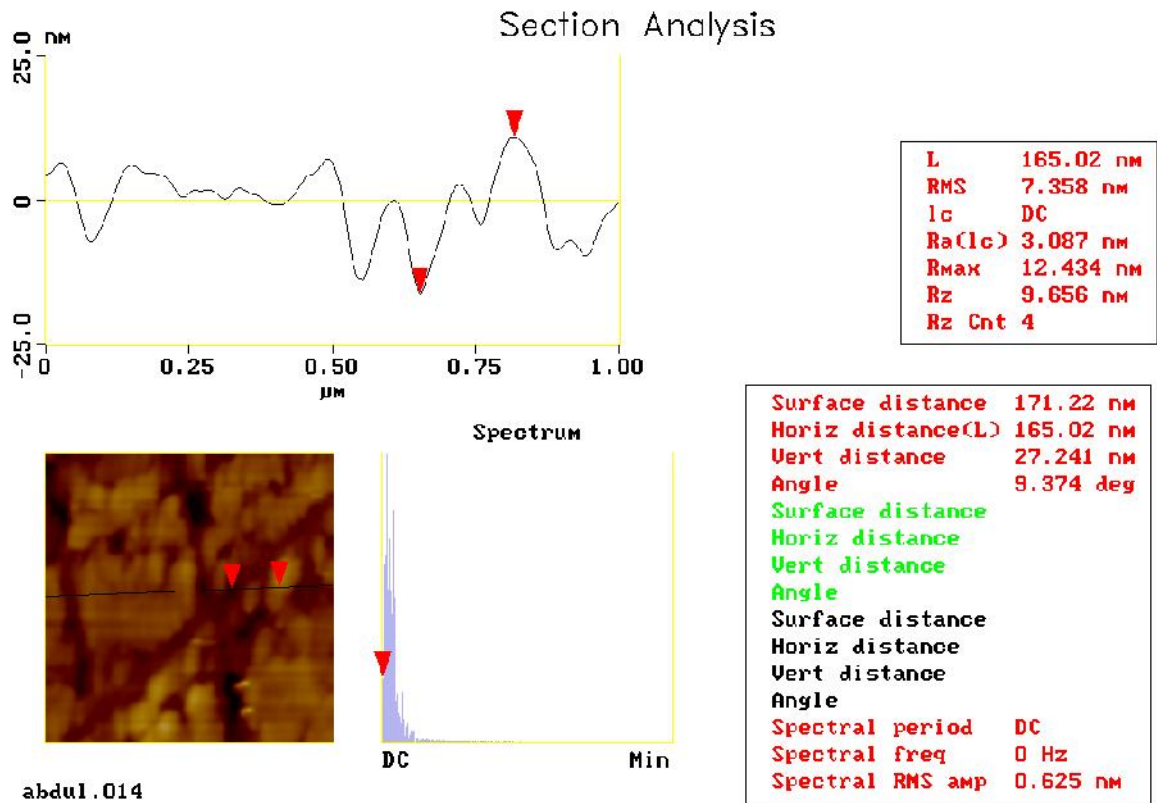 Section Analysis
25.0 nm
0
-25.0
0 0.25 0.50 0.75 1.00
µm
L 165.02 nm
RMS 7.358 nm
lc DC
Ra(lc) 3.087 nm
Rmax 12.434 nm
Rz 9.656 nm
Rz Cnt 4
Surface distance 171.22 nm
Horiz distance(L) 165.02 nm
Vert distance 27.241 nm
Angle 9.374 deg
Surface distance
Horiz distance
Vert distance
Angle
Surface distance
Horiz distance
Vert distance
Angle
Spectral period DC
Spectral freq 0 Hz
Spectral RMS amp 0.625 nm
Spectrum
DC Min
abdul.014